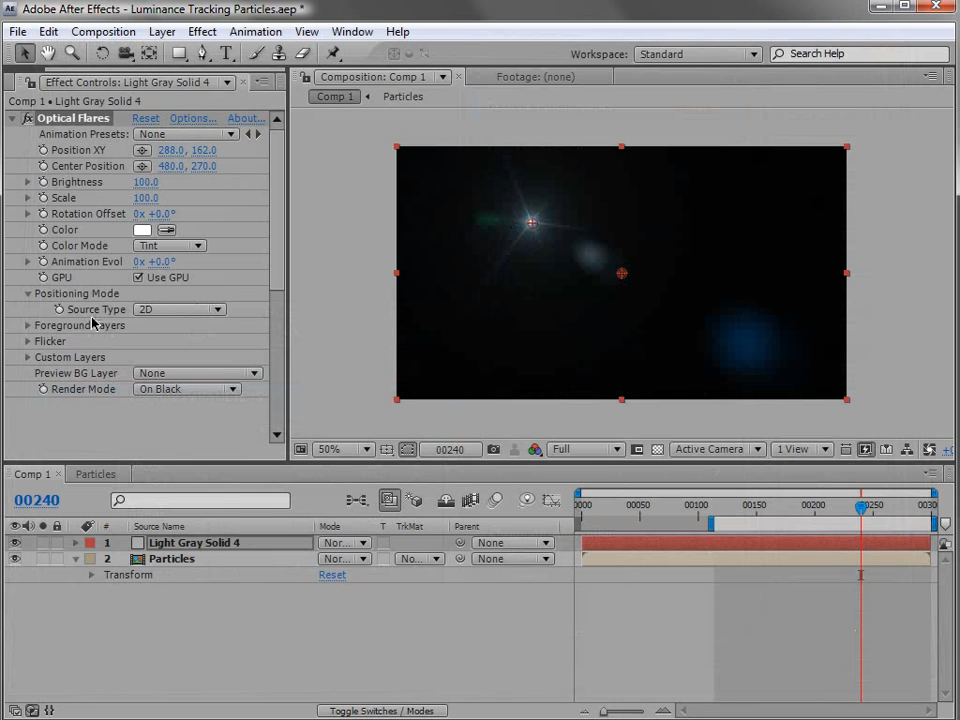 Adobe After Effects - Luminance Tracking Particles.aep *
File Edit Composition Layer Effect Animation View Window Help
Workspace: Standard Search Help
Effect Controls: Light Gray Solid 4
Composition: Comp 1 Footage: (none)
Comp 1 • Light Gray Solid 4
Comp 1 Particles
fx Optical Flares Reset Options... About...
Animation Presets: None
Position XY 288.0, 162.0
Center Position 480.0, 270.0
Brightness 100.0
Scale 100.0
Rotation Offset 0x +0.0°
Color
Color Mode Tint
Animation Evol 0x +0.0°
GPU Use GPU
Positioning Mode
Source Type 2D
Foreground Layers
Flicker
Custom Layers
Preview BG Layer None
Render Mode On Black
50% 00240 Full Active Camera 1 View
Comp 1 Particles
00240
0000 00050 00100 00150 00200 00250 0030
# Source Name Mode T TrkMat Parent
1 Light Gray Solid 4 Nor... None
2 Particles Nor... No... None
Transform Reset
Toggle Switches / Modes